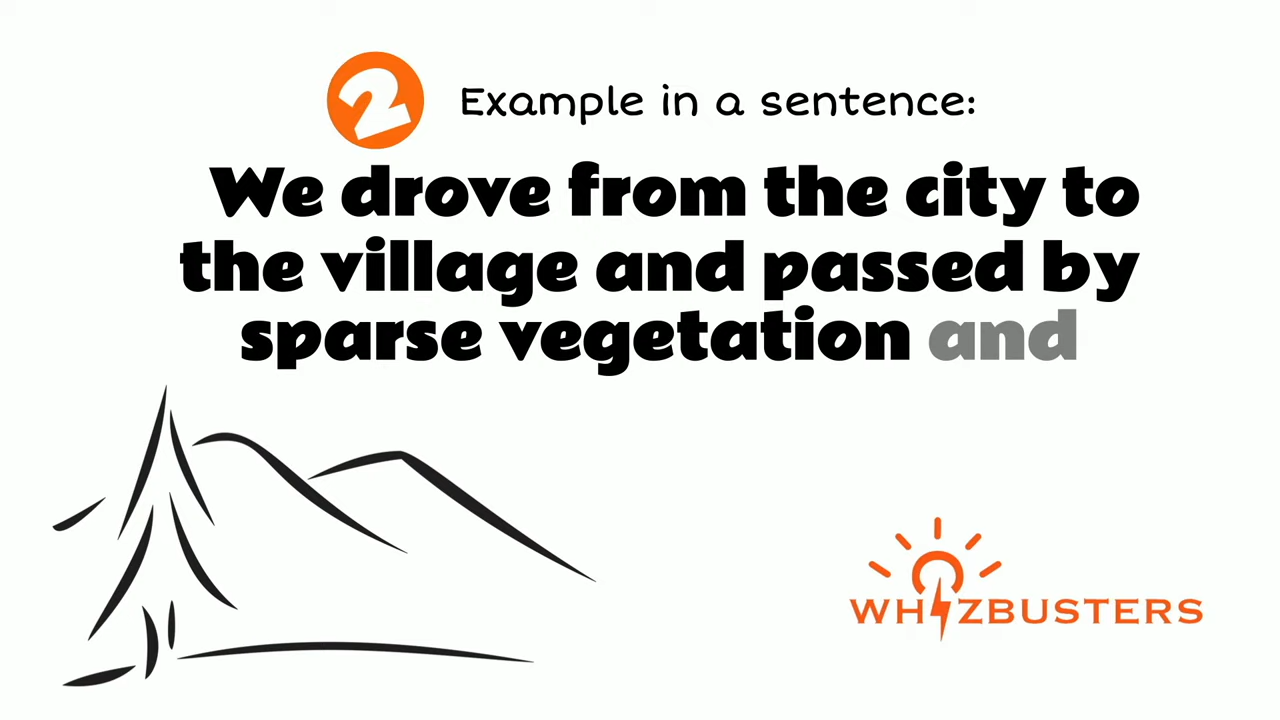 2 Example in a sentence:
We drove from the city to
the village and passed by
sparse vegetation and
WHIZBUSTERS